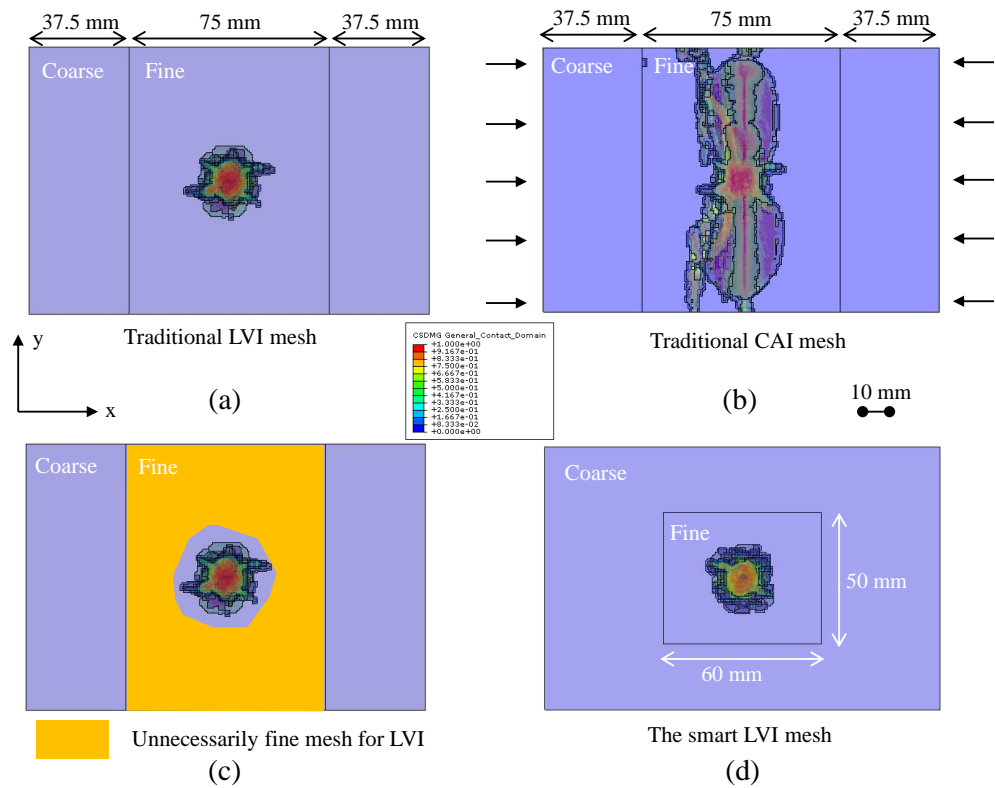 37.5 mm 75 mm 37.5 mm
Coarse Fine
Traditional LVI mesh
(a)
37.5 mm 75 mm 37.5 mm
Coarse Fine
Traditional CAI mesh
(b)
y
x
CSDMG General_Contact_Domain
+1.000e+00
+9.167e-01
+8.333e-01
+7.500e-01
+6.667e-01
+5.833e-01
+5.000e-01
+4.167e-01
+3.333e-01
+2.500e-01
+1.667e-01
+8.333e-02
+0.000e+00
10 mm
Coarse Fine
Unnecessarily fine mesh for LVI
(c)
Coarse
Fine
50 mm
60 mm
The smart LVI mesh
(d)